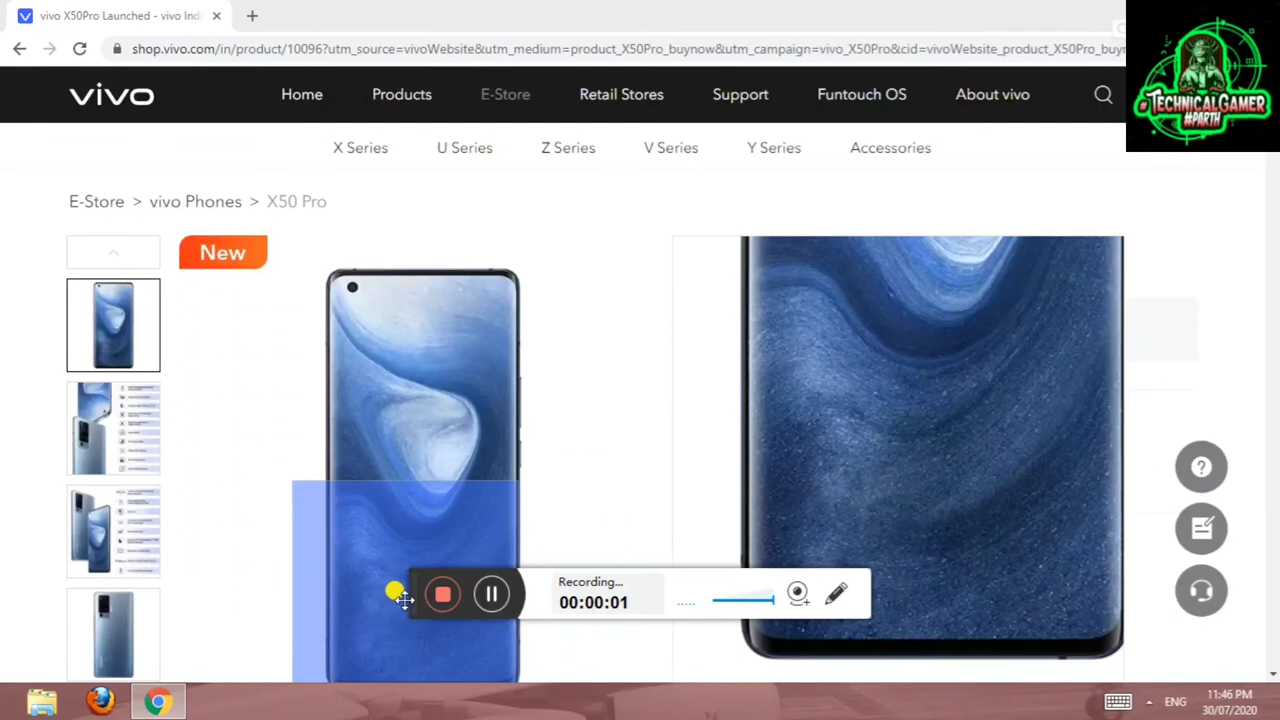 vivo X50Pro Launched - vivo Ind
shop.vivo.com/in/product/10096?utm_source=vivoWebsite&utm_medium=product_X50Pro_buynow&utm_campaign=vivo_X50Pro&cid=vivoWebsite_product_X50Pro_buyn
vivo
Home
Products
E-Store
Retail Stores
Support
Funtouch OS
About vivo
# TECHNICALGAMER
#PARTH
X Series
U Series
Z Series
V Series
Y Series
Accessories
E-Store > vivo Phones > X50 Pro
New
Recording...
00:00:01
ENG
11:46 PM
30/07/2020